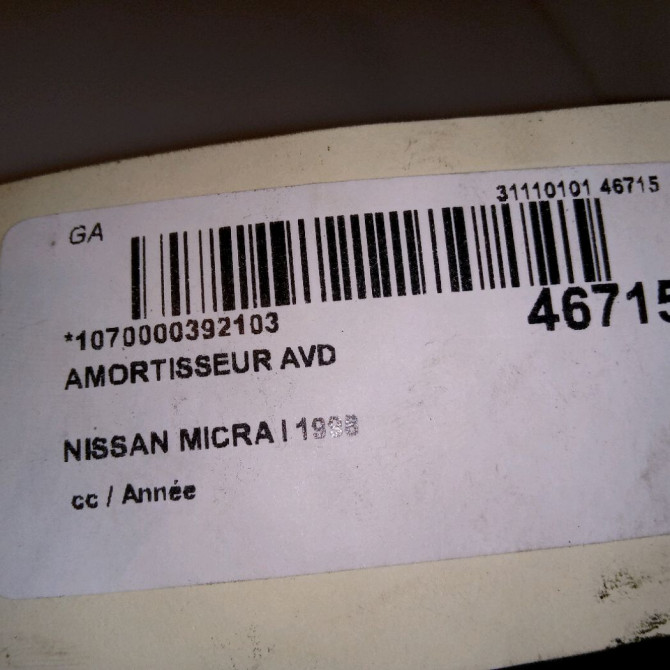 31110101 46715
GA
46715
*1070000392103
AMORTISSEUR AVD
NISSAN MICRA I
cc / Année